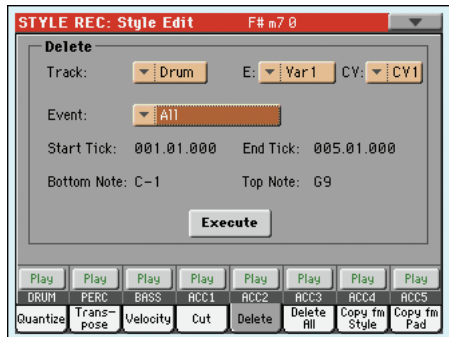 STYLE REC: Style Edit F#m7ø
Delete
Track: Drum E: Var1 CV: CV1
Event: All
Start Tick: 001.01.000 End Tick: 005.01.000
Bottom Note: C-1 Top Note: G9
Execute
Play Play Play Play Play Play Play Play
DRUM PERC BASS ACC1 ACC2 ACC3 ACC4 ACC5
Quantize Trans-pose Velocity Cut Delete Delete All Copy fm Style Copy fm Pad